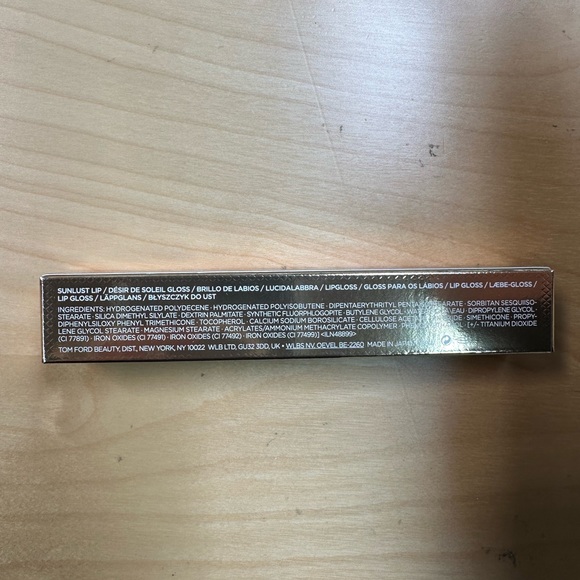 SUNLUST LIP / DÉSIR DE SOLEIL GLOSS / BRILLO DE LABIOS / LUCIDALABBRA / LIPGLOSS / GLOSS PARA OS LÁBIOS / LIP GLOSS / LÆBE-GLOSS /
LIP GLOSS / LÄPPGLANS / BŁYSZCZYK DO UST
INGREDIENTS: HYDROGENATED POLYDECENE · HYDROGENATED POLYISOBUTENE · DIPENTAERYTHRITYL · SORBITAN SESQUIISO-
STEARATE · SILICA DIMETHYL SILYLATE · DEXTRIN PALMITATE · SYNTHETIC FLUORPHLOGOPITE · BUTYLENE GLYCOL · DIPROPYLENE GLYCOL ·
DIPHENYLSILOXY PHENYL TRIMETHICONE · TOCOPHEROL · CALCIUM SODIUM BOROSILICATE · CELLULOSE · SIMETHICONE · PROPY-
LENE GLYCOL STEARATE · MAGNESIUM STEARATE · ACRYLATES/AMMONIUM METHACRYLATE COPOLYMER · [+/- TITANIUM DIOXIDE
(CI 77891) · IRON OXIDES (CI 77491) · IRON OXIDES (CI 77492) · IRON OXIDES (CI 77499)] <ILN48899>
TOM FORD BEAUTY, DIST., NEW YORK, NY 10022 WLB LTD, GU32 3DD, UK • WLBS NV, OEVEL BE-2260 MADE IN